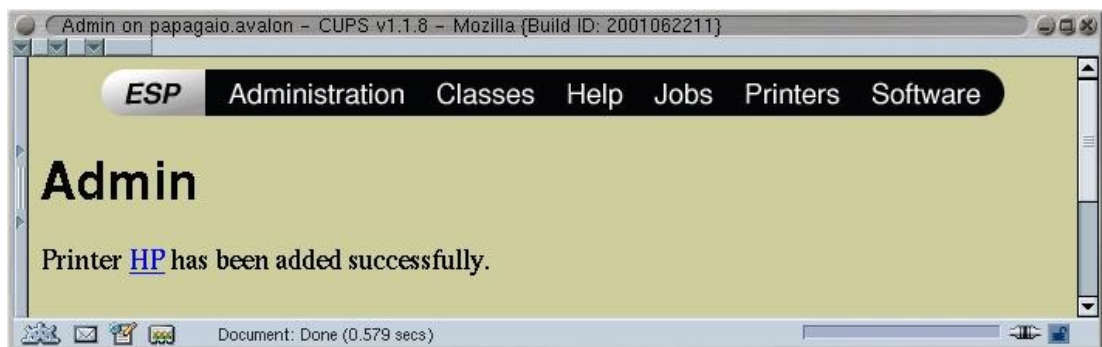 Admin on papagaio.avalon – CUPS v1.1.8 – Mozilla {Build ID: 2001062211}
ESP Administration Classes Help Jobs Printers Software
Admin
Printer HP has been added successfully.
Document: Done (0.579 secs)